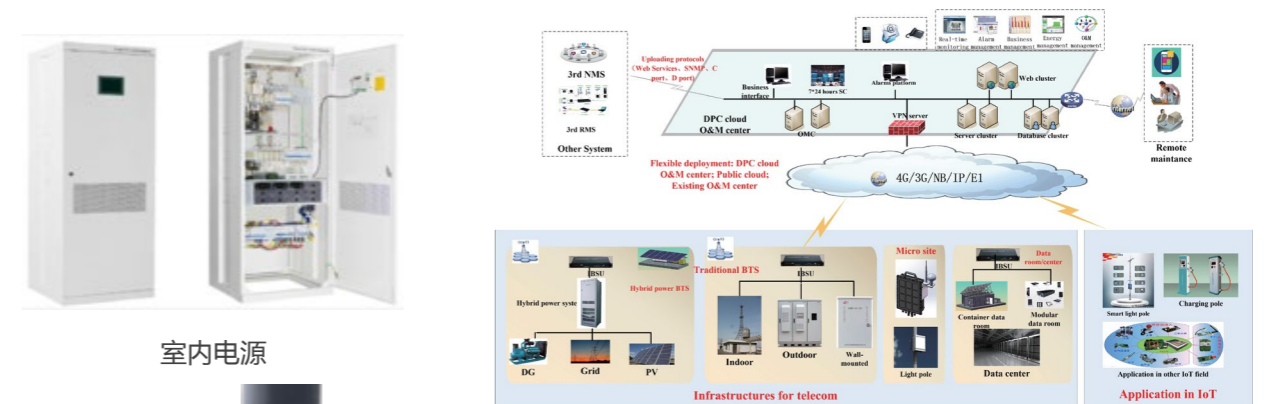 室内电源
3rd NMS
3rd RMS
Other System
Uploading protocols
(Web Services、SNMP、C
port、D port)
Real-time
monitoring
Alarm
management
Business
management
Energy
management
O&M
management
Business
interface
7*24 hours SC
Alarm platform
Web cluster
DPC cloud
O&M center
OMC
VPN server
Server cluster
Database cluster
Remote
maintance
Flexible deployment: DPC cloud
O&M center; Public cloud;
Existing O&M center
4G/3G/NB/IP/E1
IBSU
Hybrid power syste
Hybrid power BTS
DG
Grid
PV
Traditional BTS
IBSU
Indoor
Outdoor
Wall-
mounted
Micro site
Light pole
IBSU
Data
room/center
Container data
room
Modular
data room
Data center
Infrastructures for telecom
Smart light pole
Charging pole
Application in other IoT field
Application in IoT